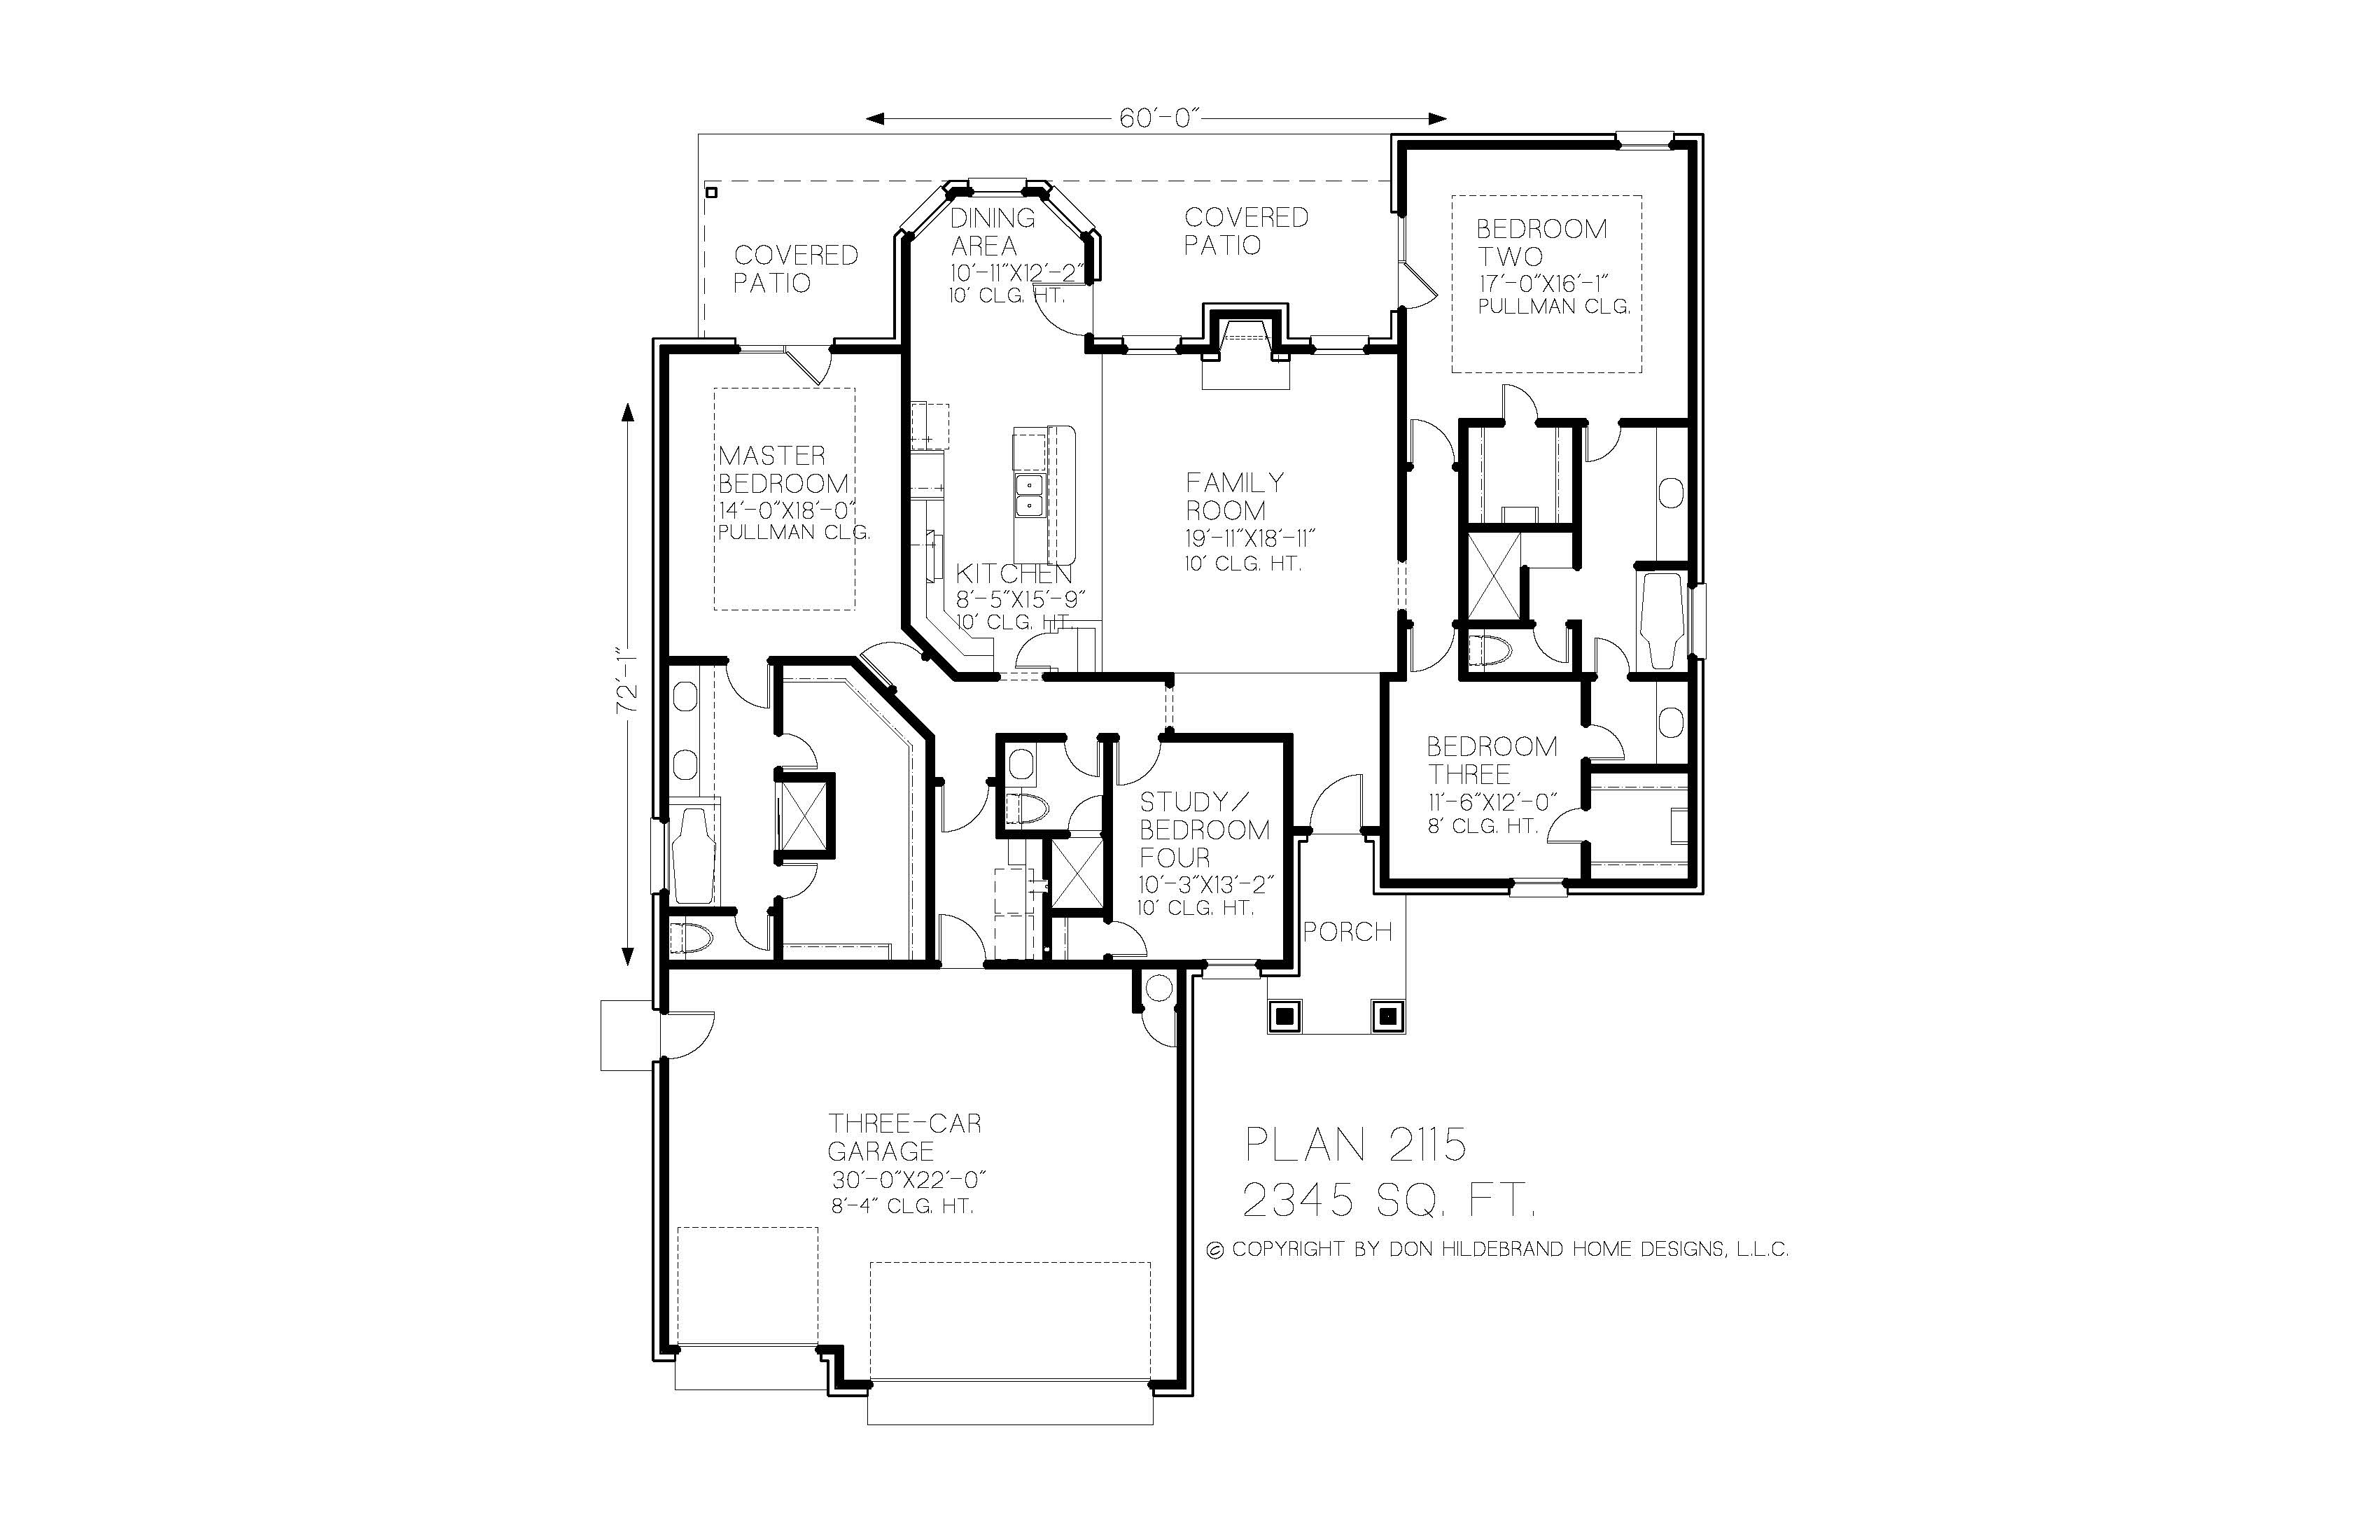 60'-0"
COVERED
PATIO
DINING
AREA
10'-11"X12'-2"
10' CLG. HT.
COVERED
PATIO
BEDROOM
TWO
17'-0"X16'-1"
PULLMAN CLG.
MASTER
BEDROOM
14'-0"X18'-0"
PULLMAN CLG.
FAMILY
ROOM
19'-11"X18'-11"
10' CLG. HT.
KITCHEN
8'-5"X15'-9"
10' CLG. HT.
72'-1"
BEDROOM
THREE
11'-6"X12'-0"
8' CLG. HT.
STUDY/
BEDROOM
FOUR
10'-3"X13'-2"
10' CLG. HT.
PORCH
THREE-CAR
GARAGE
30'-0"X22'-0"
8'-4" CLG. HT.
PLAN 2115
2345 SQ. FT.
© COPYRIGHT BY DON HILDEBRAND HOME DESIGNS, L.L.C.